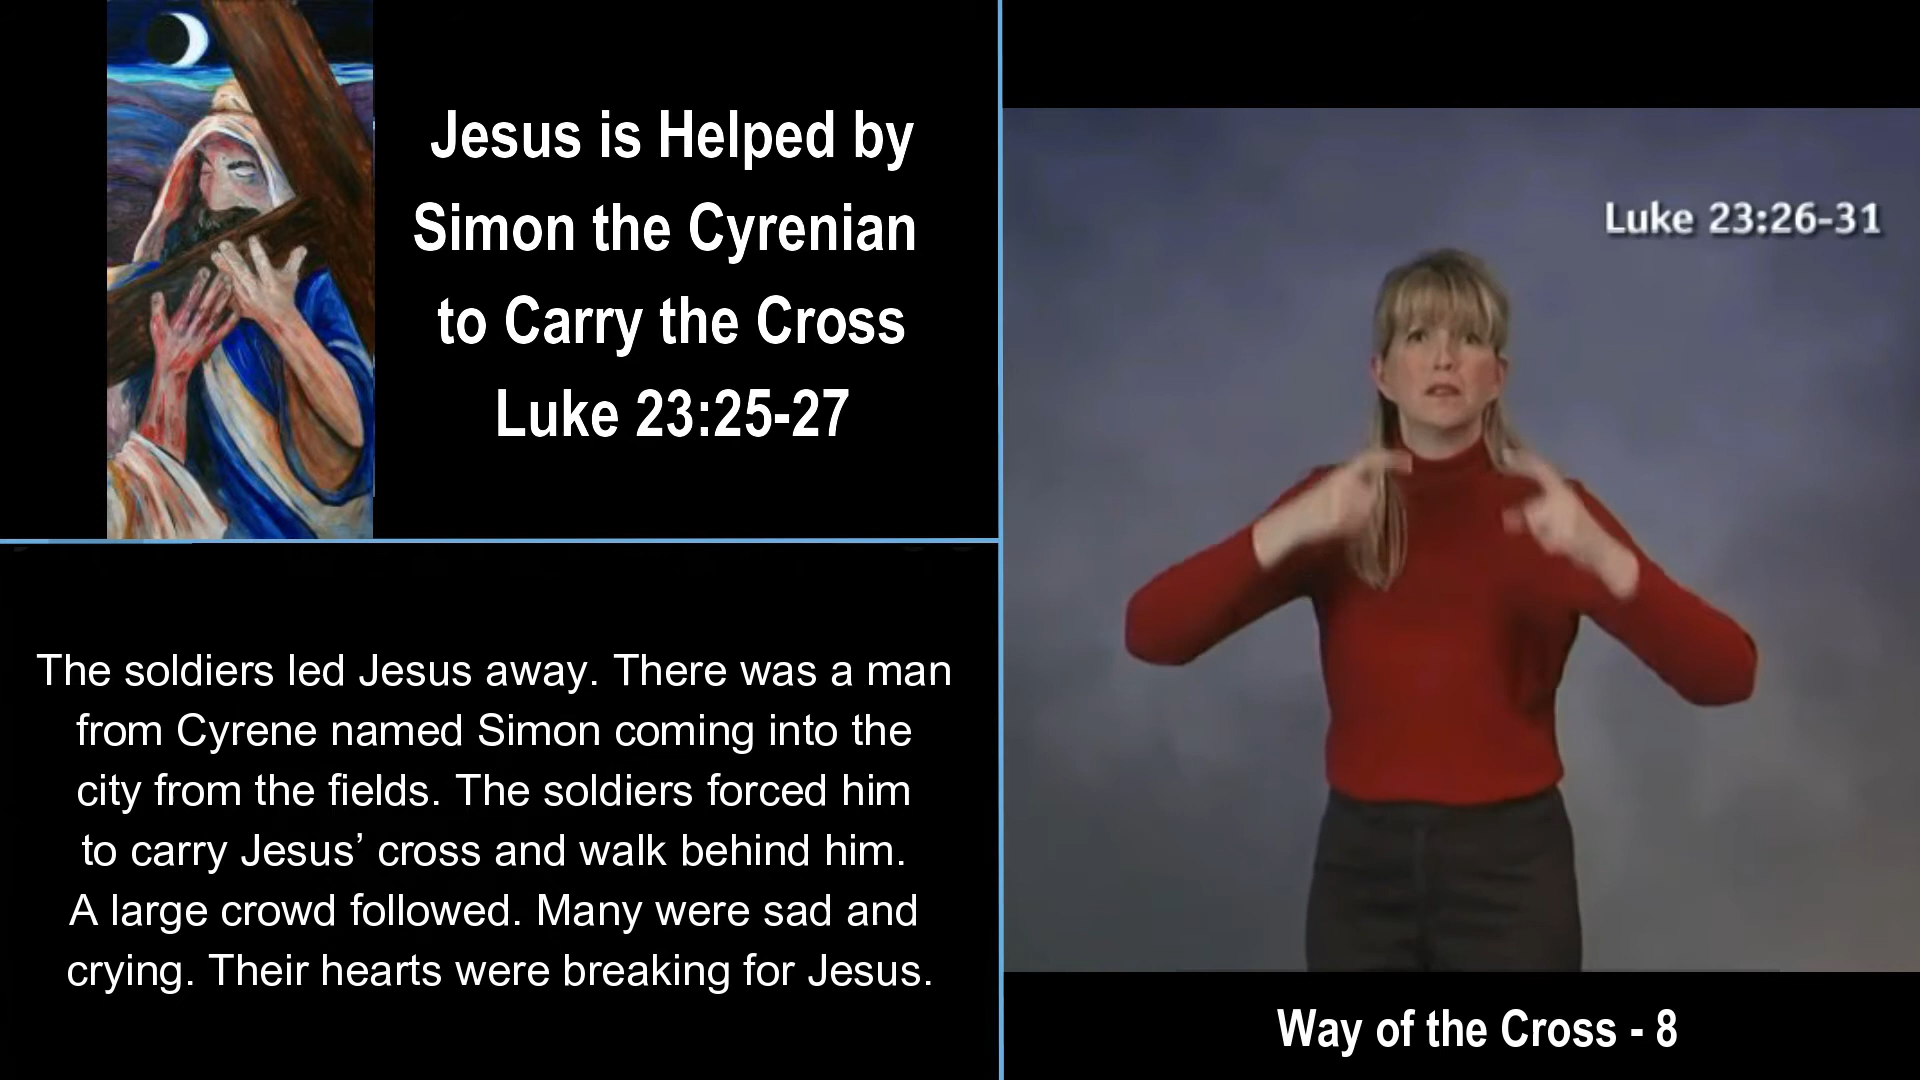 Jesus is Helped by
Simon the Cyrenian
to Carry the Cross
Luke 23:25-27
The soldiers led Jesus away. There was a man
from Cyrene named Simon coming into the
city from the fields. The soldiers forced him
to carry Jesus’ cross and walk behind him.
A large crowd followed. Many were sad and
crying. Their hearts were breaking for Jesus.
Luke 23:26-31
Way of the Cross - 8